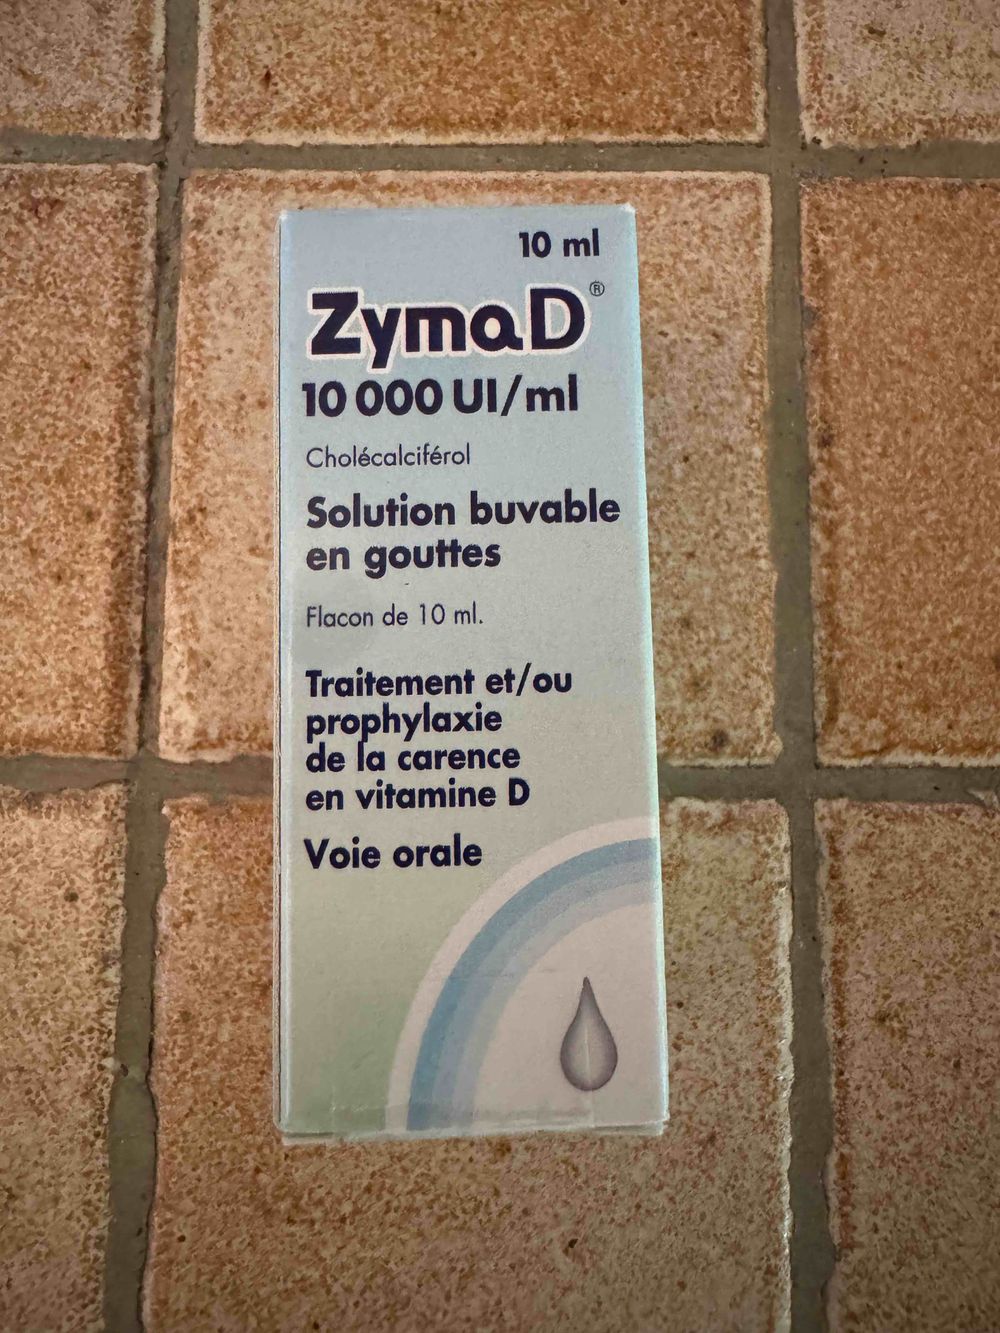 10 ml
ZymaD®
10 000 UI/ml
Cholécalciférol
Solution buvable
en gouttes
Flacon de 10 ml.
Traitement et/ou
prophylaxie
de la carence
en vitamine D
Voie orale